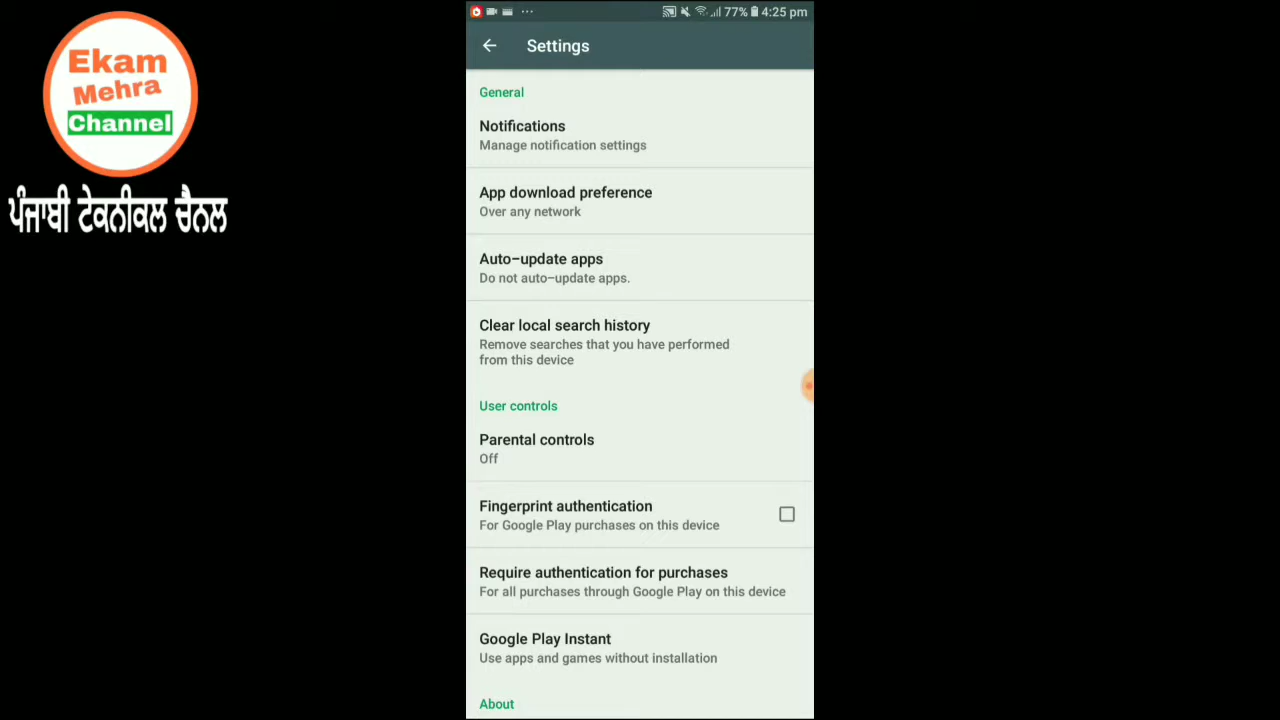 Ekam
Mehra
Channel
ਪੰਜਾਬੀ ਟੇਕਨੀਕਲ ਚੈਨਲ
77% 4:25 pm
Settings
General
Notifications
Manage notification settings
App download preference
Over any network
Auto-update apps
Do not auto-update apps.
Clear local search history
Remove searches that you have performed
from this device
User controls
Parental controls
Off
Fingerprint authentication
For Google Play purchases on this device
Require authentication for purchases
For all purchases through Google Play on this device
Google Play Instant
Use apps and games without installation
About